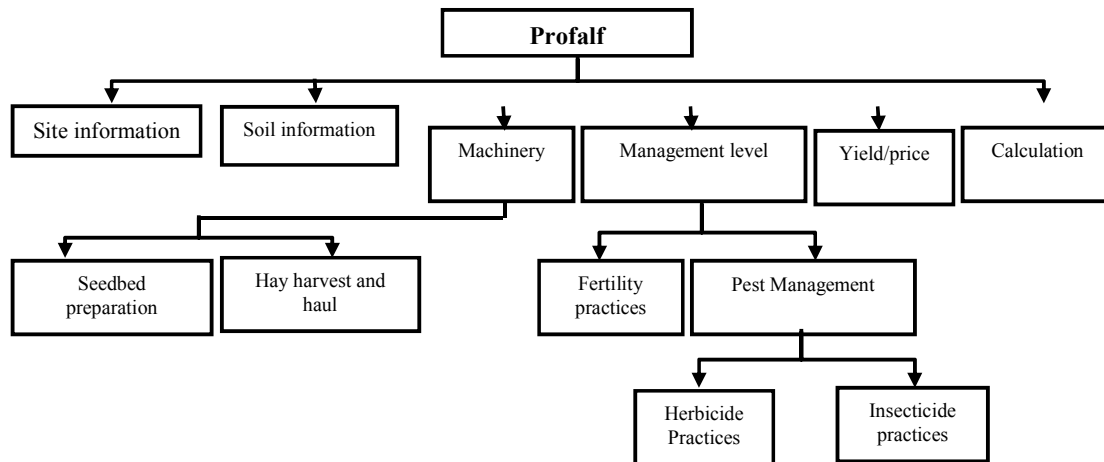 Profalf
Site information
Soil information
Machinery
Management level
Yield/price
Calculation
Seedbed
preparation
Hay harvest and
haul
Fertility
practices
Pest Management
Herbicide
Practices
Insecticide
practices